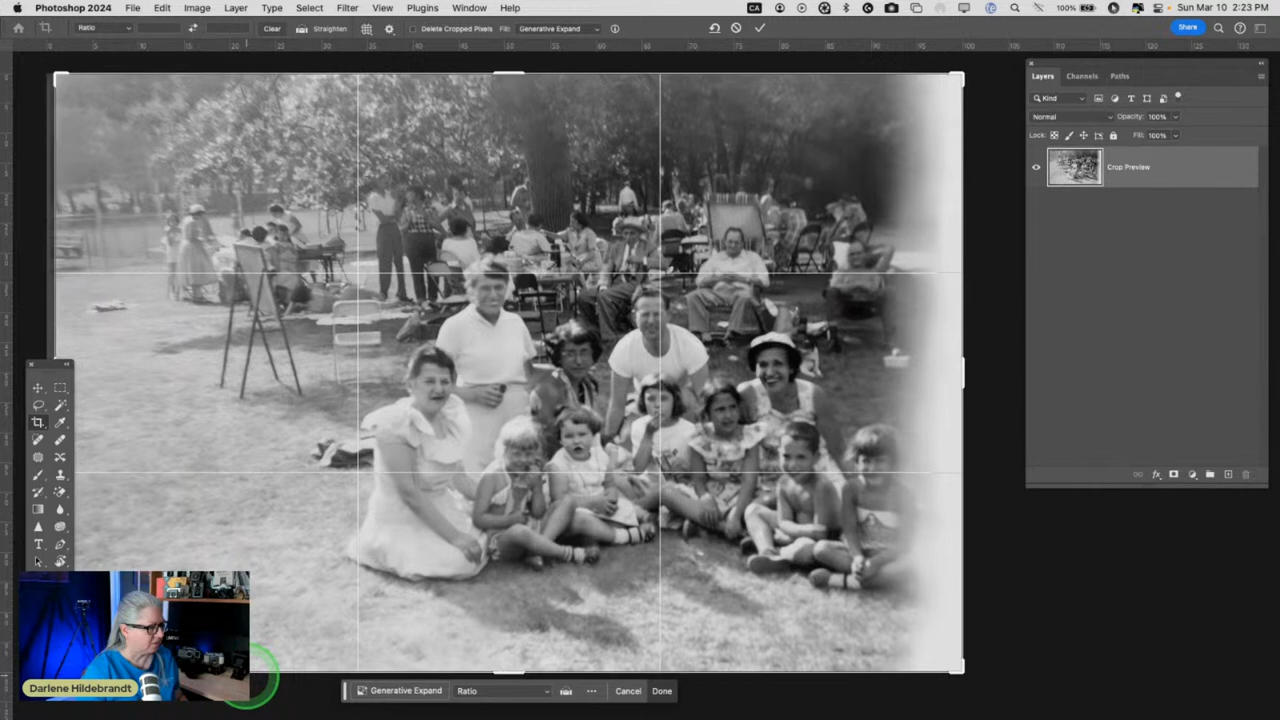 Photoshop 2024 File Edit Image Layer Type Select Filter View Plugins Window Help CA 100% Sun Mar 10 2:23 PM
Ratio Clear Straighten Delete Cropped Pixels Fill: Generative Expand Share
Layers Channels Paths
Kind
Normal Opacity: 100%
Lock: Fill: 100%
Crop Preview
Darlene Hildebrandt
Generative Expand Ratio Cancel Done